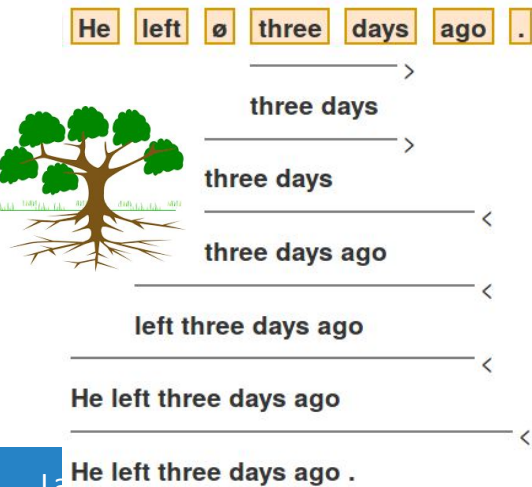 He left ø three days ago .
>
three days
>
three days
<
three days ago
<
left three days ago
<
He left three days ago
<
He left three days ago .